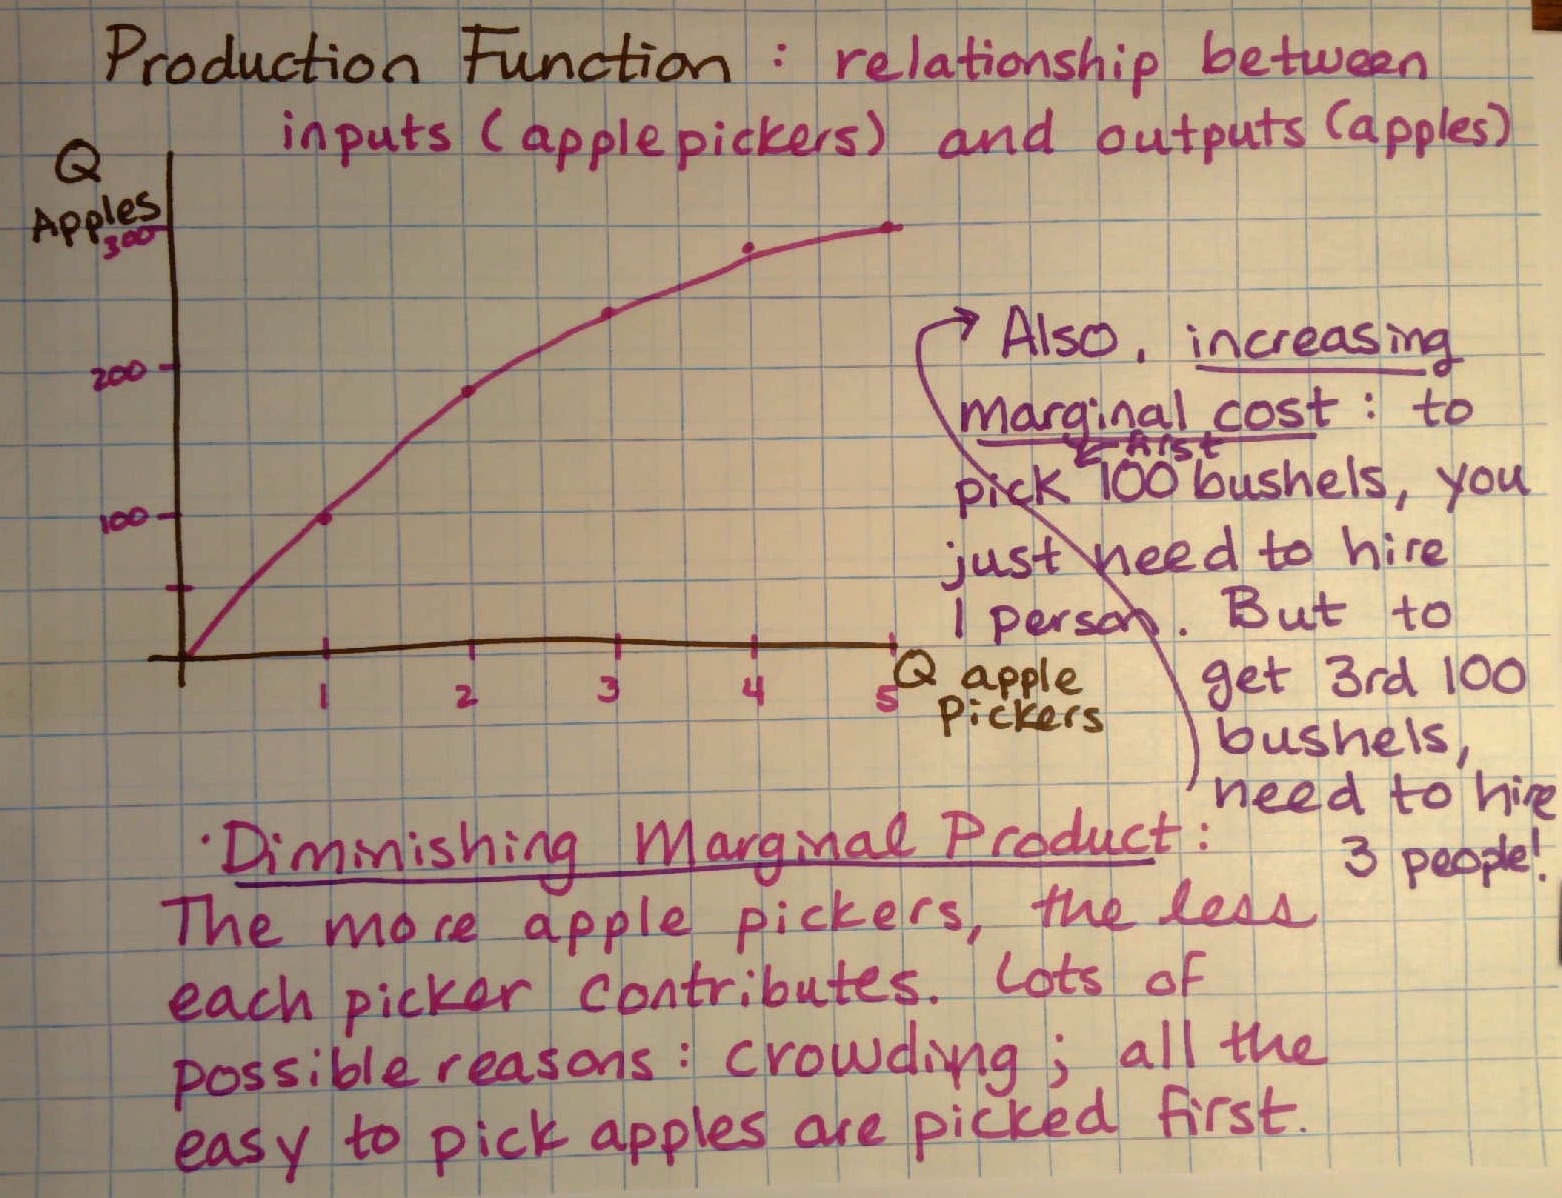 Production Function : relationship between
inputs (apple pickers) and outputs (apples)
Q
Apples
300
200
100
1 2 3 4 5
Q apple
Pickers
Also, increasing
marginal cost : to
first
pick 100 bushels, you
just need to hire
1 person. But to
get 3rd 100
bushels,
need to hire
3 people!
· Diminishing Marginal Product :
The more apple pickers, the less
each picker contributes. Lots of
possible reasons : crowding ; all the
easy to pick apples are picked first.